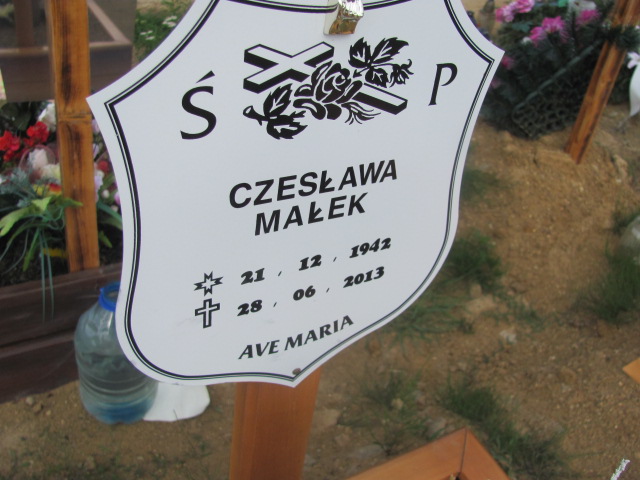 Ś P
CZESŁAWA
MAŁEK
21 . 12 . 1942
28 . 06 . 2013
AVE MARIA